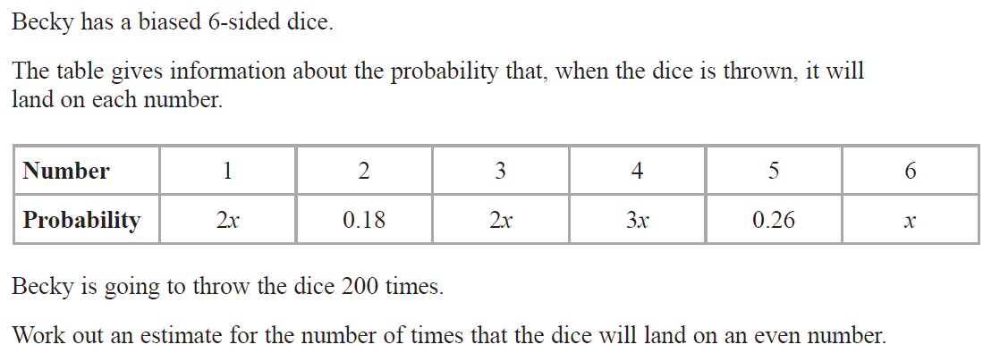 Becky has a biased 6-sided dice.
The table gives information about the probability that, when the dice is thrown, it will
land on each number.
Number 1 2 3 4 5 6
Probability 2x 0.18 2x 3x 0.26 x
Becky is going to throw the dice 200 times.
Work out an estimate for the number of times that the dice will land on an even number.